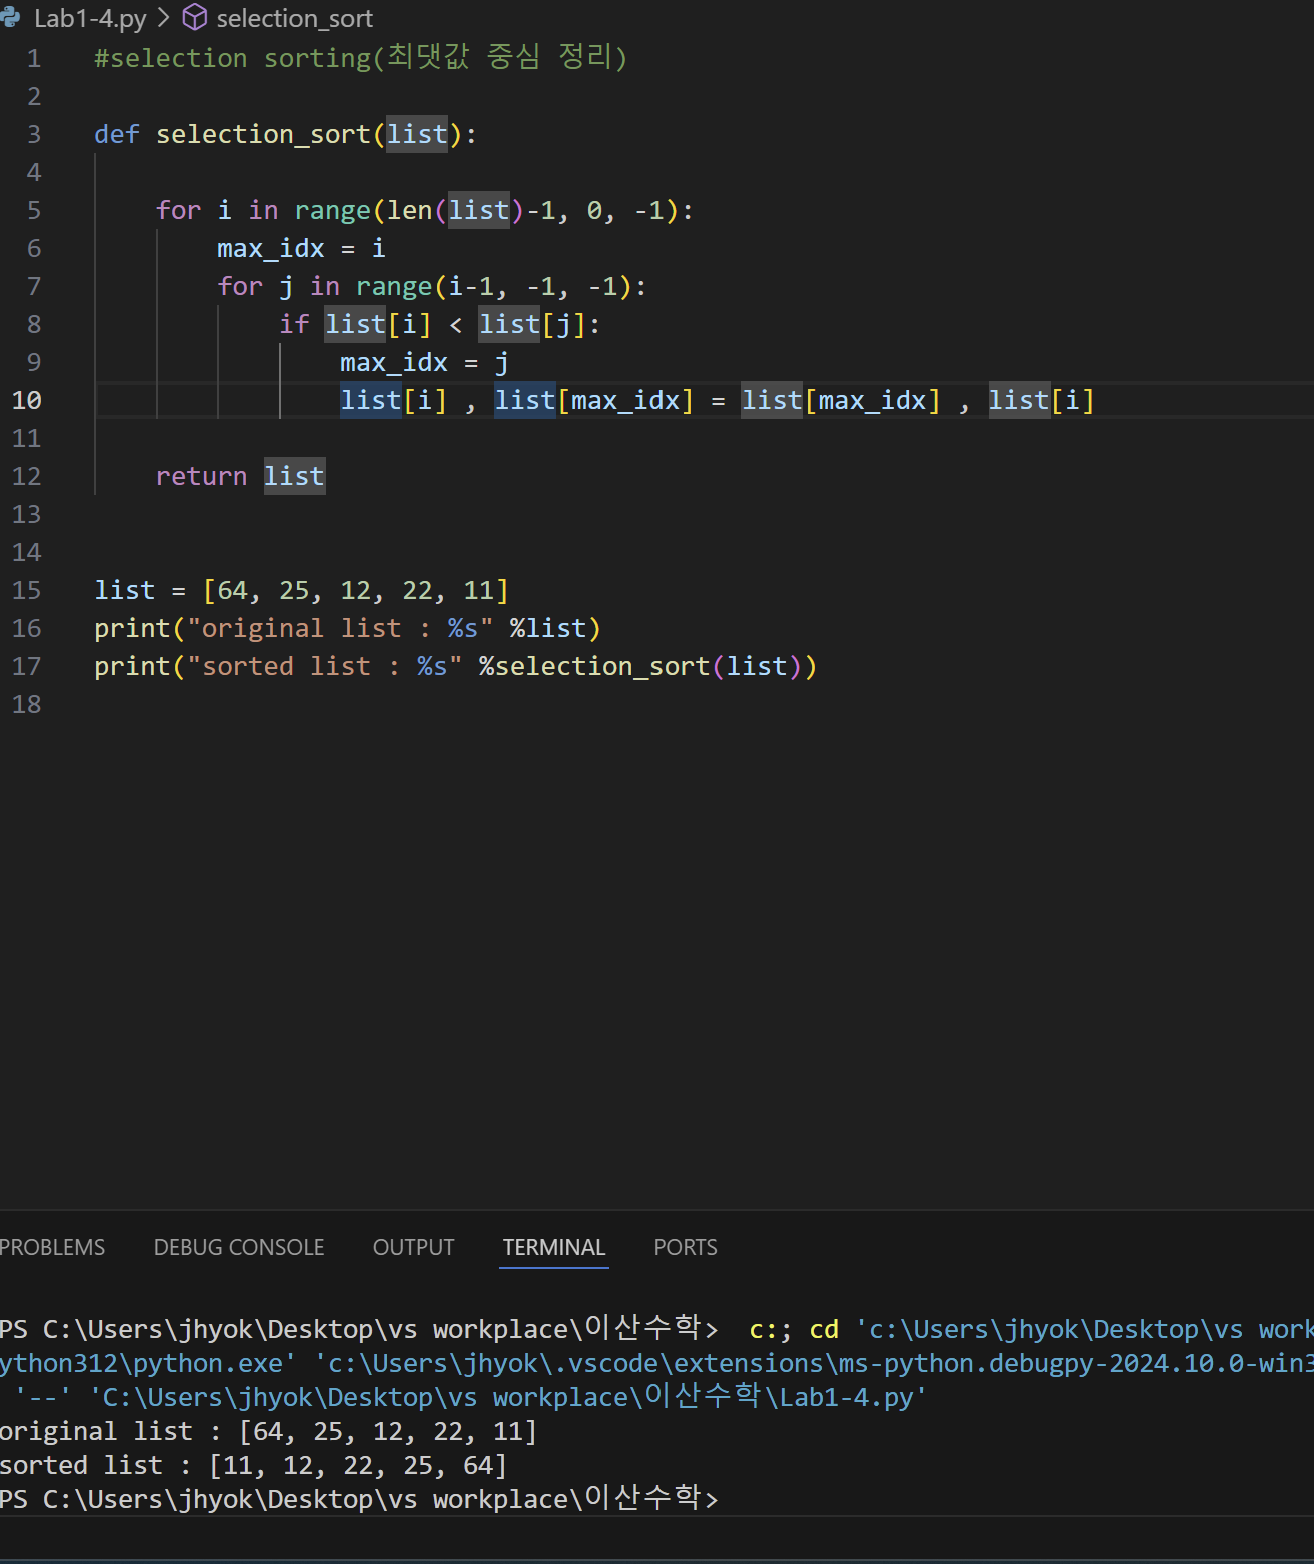 Lab1-4.py > selection_sort
1 #selection sorting(최댓값 중심 정리)
2
3 def selection_sort(list):
4
5     for i in range(len(list)-1, 0, -1):
6         max_idx = i
7         for j in range(i-1, -1, -1):
8             if list[i] < list[j]:
9                 max_idx = j
10                 list[i] , list[max_idx] = list[max_idx] , list[i]
11
12     return list
13
14
15 list = [64, 25, 12, 22, 11]
16 print("original list : %s" %list)
17 print("sorted list : %s" %selection_sort(list))
18
PROBLEMS DEBUG CONSOLE OUTPUT TERMINAL PORTS
PS C:\Users\jhyok\Desktop\vs workplace\이산수학>  c:; cd 'c:\Users\jhyok\Desktop\vs work
ython312\python.exe' 'c:\Users\jhyok\.vscode\extensions\ms-python.debugpy-2024.10.0-win3
'--' 'C:\Users\jhyok\Desktop\vs workplace\이산수학\Lab1-4.py'
original list : [64, 25, 12, 22, 11]
sorted list : [11, 12, 22, 25, 64]
PS C:\Users\jhyok\Desktop\vs workplace\이산수학>